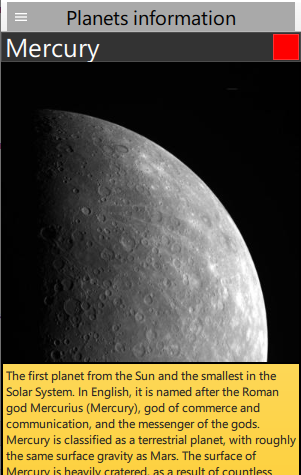 Planets information
Mercury
The first planet from the Sun and the smallest in the
Solar System. In English, it is named after the Roman
god Mercurius (Mercury), god of commerce and
communication, and the messenger of the gods.
Mercury is classified as a terrestrial planet, with roughly
the same surface gravity as Mars. The surface of
Mercury is heavily cratered, as a result of countless